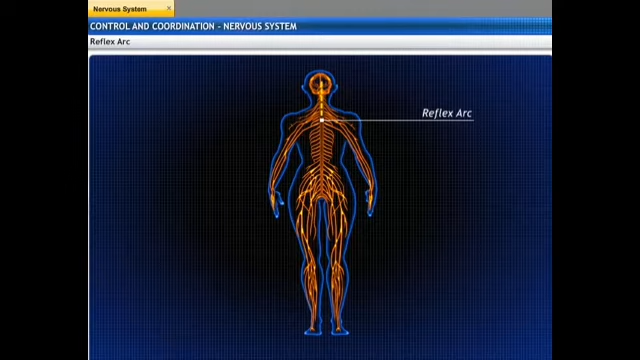 Nervous System
CONTROL AND COORDINATION - NERVOUS SYSTEM
Reflex Arc
Reflex Arc